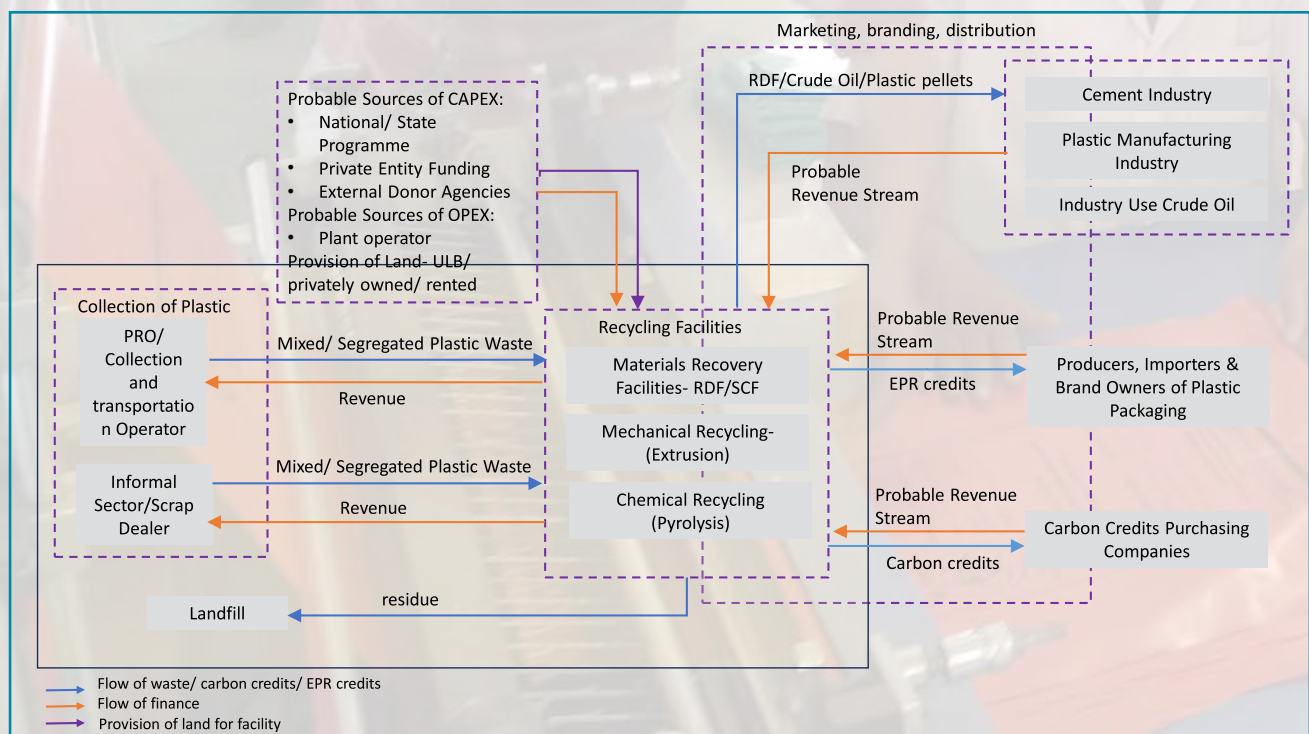 Marketing, branding, distribution
Probable Sources of CAPEX:
• National/ State
Programme
• Private Entity Funding
• External Donor Agencies
Probable Sources of OPEX:
• Plant operator
Provision of Land- ULB/
privately owned/ rented
RDF/Crude Oil/Plastic pellets
Probable
Revenue Stream
Cement Industry
Plastic Manufacturing
Industry
Industry Use Crude Oil
Collection of Plastic
PRO/
Collection
and
transportatio
n Operator
Informal
Sector/Scrap
Dealer
Mixed/ Segregated Plastic Waste
Revenue
Mixed/ Segregated Plastic Waste
Revenue
Recycling Facilities
Materials Recovery
Facilities- RDF/SCF
Mechanical Recycling-
(Extrusion)
Chemical Recycling
(Pyrolysis)
Probable Revenue
Stream
EPR credits
Producers, Importers &
Brand Owners of Plastic
Packaging
Probable Revenue
Stream
Carbon credits
Carbon Credits Purchasing
Companies
Landfill
residue
Flow of waste/ carbon credits/ EPR credits
Flow of finance
Provision of land for facility